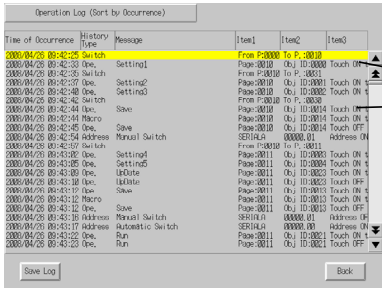 Operation Log (Sort by Occurrence)
Time of Occurrence History Type Message Item1 Item2 Item3
2008/04/26 09:42:25 Switch From P:0000 To P.:0010
2008/04/26 09:42:33 Ope. Setting1 Page:0010 Obj ID:0000 Touch ON
2008/04/26 09:42:35 Switch From P:0010 To P.:0031
2008/04/26 09:42:37 Ope. Setting2 Page:0010 Obj ID:0001 Touch ON t
2008/04/26 09:42:40 Ope. Setting3 Page:0010 Obj ID:0002 Touch ON t
2008/04/26 09:42:42 Switch From P:0010 To P.:0030
2008/04/26 09:42:44 Ope. Save Page:0010 Obj ID:0014 Touch ON
2008/04/26 09:42:44 Macro Page:0010 Obj ID:0014 Touch ON t
2008/04/26 09:42:45 Ope. Save Page:0010 Obj ID:0014 Touch OFF
2008/04/26 09:42:54 Address Manual Switch SERIALA 00000.01 Address ON
2008/04/26 09:42:57 Switch From P:0010 To P.:0011
2008/04/26 09:43:02 Ope. Setting4 Page:0011 Obj ID:0003 Touch ON t
2008/04/26 09:43:05 Ope. Setting5 Page:0011 Obj ID:0004 Touch ON t
2008/04/26 09:43:09 Ope. UpDate Page:0011 Obj ID:0023 Touch ON t
2008/04/26 09:43:10 Ope. UpDate Page:0011 Obj ID:0023 Touch OFF
2008/04/26 09:43:12 Ope. Save Page:0011 Obj ID:0013 Touch ON t
2008/04/26 09:43:12 Macro Page:0011 Obj ID:0013 Touch ON t
2008/04/26 09:43:12 Ope. Save Page:0011 Obj ID:0013 Touch OFF
2008/04/26 09:43:16 Address Manual Switch SERIALA 00000.01 Address OF
2008/04/26 09:43:17 Address Automatic Switch SERIALA 00000.00 Address ON
2008/04/26 09:43:22 Ope. Run Page:0011 Obj ID:0021 Touch ON t
2008/04/26 09:43:23 Ope. Run Page:0011 Obj ID:0021 Touch OFF
Save Log Back